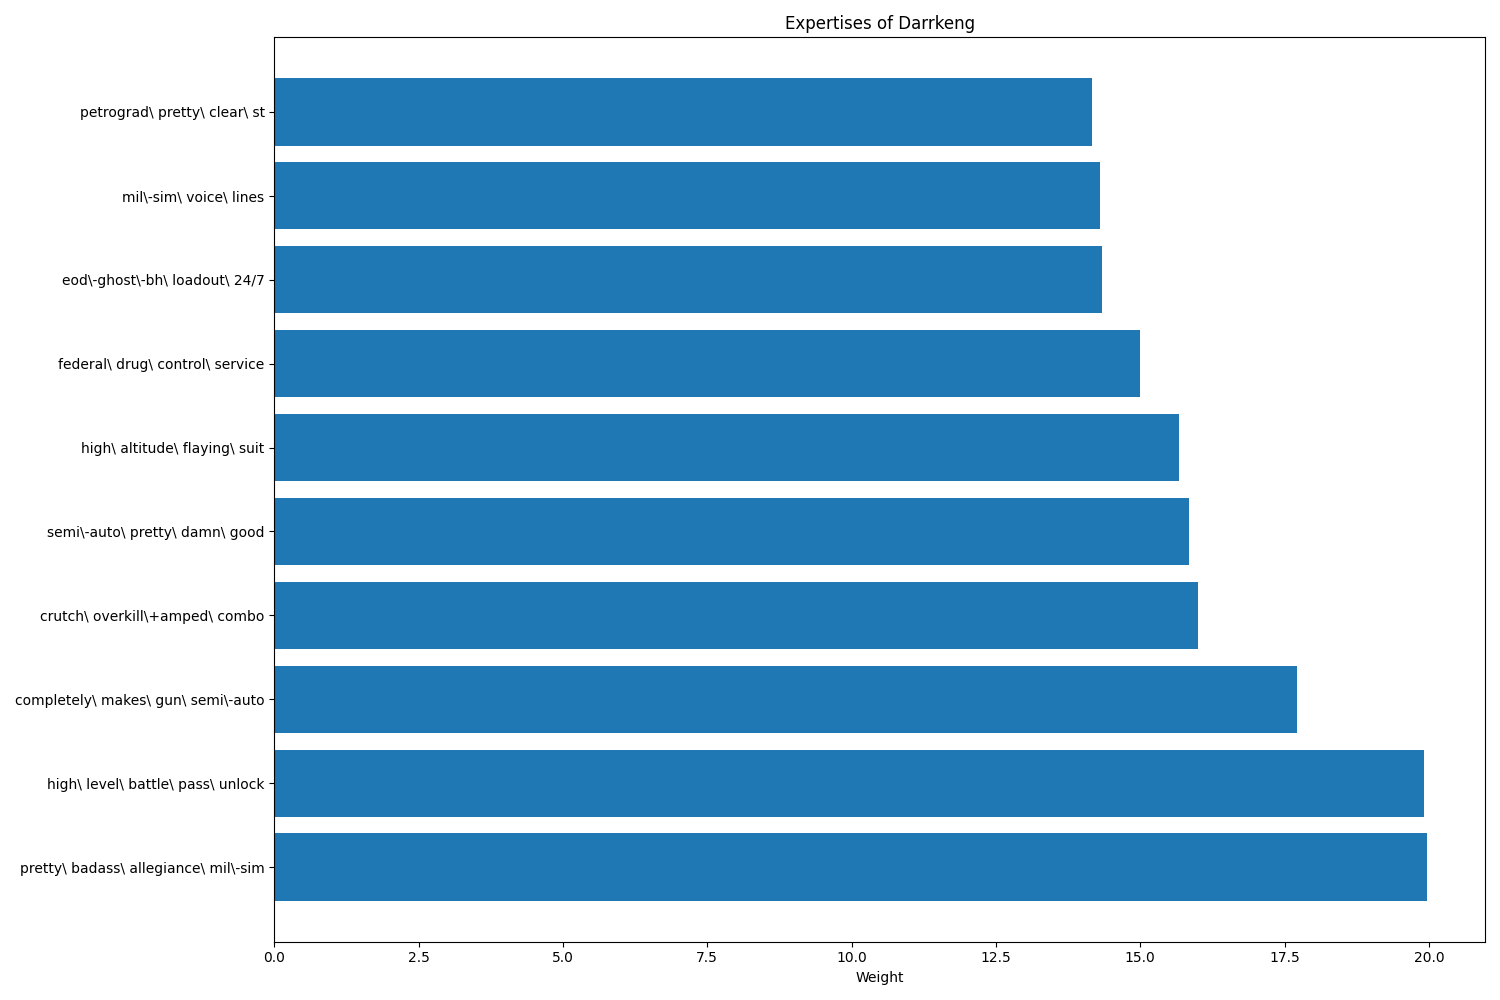 Expertises of Darrkeng
petrograd\ pretty\ clear\ st
mil\-sim\ voice\ lines
eod\-ghost\-bh\ loadout\ 24/7
federal\ drug\ control\ service
high\ altitude\ flaying\ suit
semi\-auto\ pretty\ damn\ good
crutch\ overkill\+amped\ combo
completely\ makes\ gun\ semi\-auto
high\ level\ battle\ pass\ unlock
pretty\ badass\ allegiance\ mil\-sim
0.0 2.5 5.0 7.5 10.0 12.5 15.0 17.5 20.0
Weight